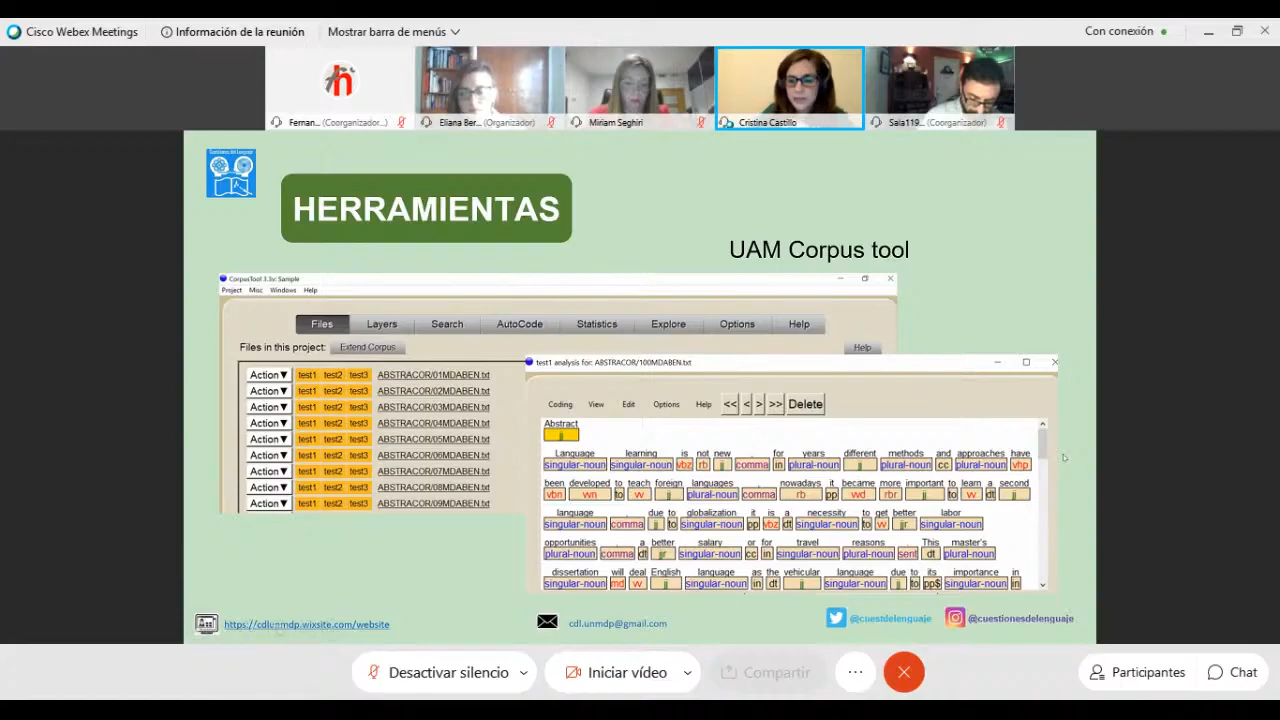 Cisco Webex Meetings
Información de la reunión
Mostrar barra de menús
Con conexión
h
Fernan... (Coorganizador...)
Eliana Ber... (Organizador)
Miriam Seghiri
Cristina Castillo
Sala119... (Coorganizador)
Cuestiones del Lenguaje
HERRAMIENTAS
UAM Corpus tool
CorpusTool 3.3v: Sample
Project Misc Windows Help
Files Layers Search AutoCode Statistics Explore Options Help
Files in this project: Extend Corpus Help
Action▼ test1 test2 test3 ABSTRACOR/01MDABEN.txt
Action▼ test1 test2 test3 ABSTRACOR/02MDABEN.txt
Action▼ test1 test2 test3 ABSTRACOR/03MDABEN.txt
Action▼ test1 test2 test3 ABSTRACOR/04MDABEN.txt
Action▼ test1 test2 test3 ABSTRACOR/05MDABEN.txt
Action▼ test1 test2 test3 ABSTRACOR/06MDABEN.txt
Action▼ test1 test2 test3 ABSTRACOR/07MDABEN.txt
Action▼ test1 test2 test3 ABSTRACOR/08MDABEN.txt
Action▼ test1 test2 test3 ABSTRACOR/09MDABEN.txt
test1 analysis for: ABSTRACOR/100MDABEN.txt
Coding View Edit Options Help << < > >> Delete
Abstract
jj
Language learning is not new , for years different methods and approaches have
singular-noun singular-noun vbz rb jj comma in plural-noun jj plural-noun cc plural-noun vhp
been developed to teach foreign languages , nowadays it became more important to learn a second
vbn vvn to vv jj plural-noun comma rb pp vvd rbr jj to vv dt jj
language , due to globalization it is a necessity to get better labor
singular-noun comma jj to singular-noun pp vbz dt singular-noun to vv jjr singular-noun
opportunities , a better salary or for travel reasons . This master's
plural-noun comma dt jjr singular-noun cc in singular-noun plural-noun sent dt plural-noun
dissertation will deal English language as the vehicular language due to its importance in
singular-noun md vv jj singular-noun in dt jj singular-noun jj to pp$ singular-noun in
https://cdlunmdp.wixsite.com/website
cdl.unmdp@gmail.com
@cuestdelenguaje
@cuestionesdelenguaje
Desactivar silencio
Iniciar vídeo
Compartir
Participantes
Chat